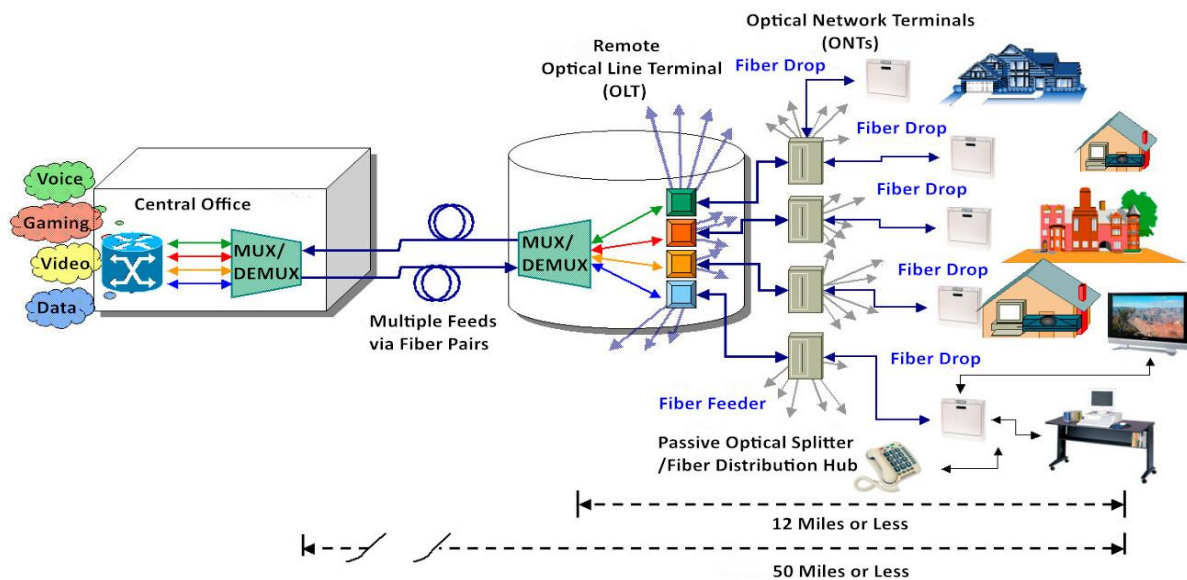 Optical Network Terminals
(ONTs)
Remote
Optical Line Terminal
(OLT)
Fiber Drop
Fiber Drop
Voice
Central Office
Gaming
Fiber Drop
MUX/
DEMUX
MUX/
DEMUX
Video
Fiber Drop
Data
Multiple Feeds
via Fiber Pairs
Fiber Drop
Fiber Feeder
Passive Optical Splitter
/Fiber Distribution Hub
12 Miles or Less
50 Miles or Less